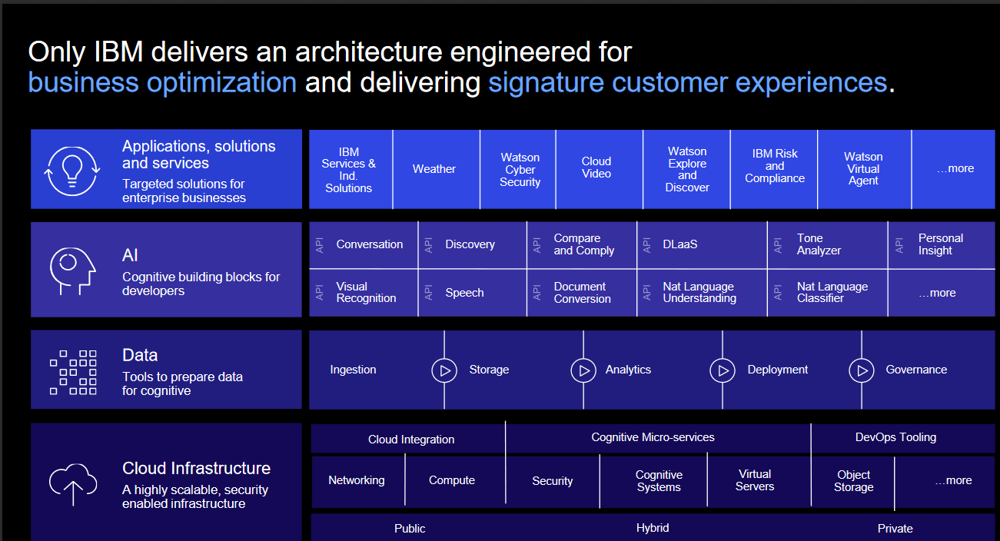 Only IBM delivers an architecture engineered for
business optimization and delivering signature customer experiences.
Applications, solutions
and services
Targeted solutions for
enterprise businesses
IBM
Services &
Ind.
Solutions
Weather
Watson
Cyber
Security
Cloud
Video
Watson
Explore
and
Discover
IBM Risk
and
Compliance
Watson
Virtual
Agent
…more
AI
Cognitive building blocks for
developers
API
Conversation
API
Discovery
API
Compare
and Comply
API
DLaaS
API
Tone
Analyzer
API
Personal
Insight
API
Visual
Recognition
API
Speech
API
Document
Conversion
API
Nat Language
Understanding
API
Nat Language
Classifier
…more
Data
Tools to prepare data
for cognitive
Ingestion
Storage
Analytics
Deployment
Governance
Cloud Infrastructure
A highly scalable, security
enabled infrastructure
Cloud Integration
Cognitive Micro-services
DevOps Tooling
Networking
Compute
Security
Cognitive
Systems
Virtual
Servers
Object
Storage
…more
Public
Hybrid
Private